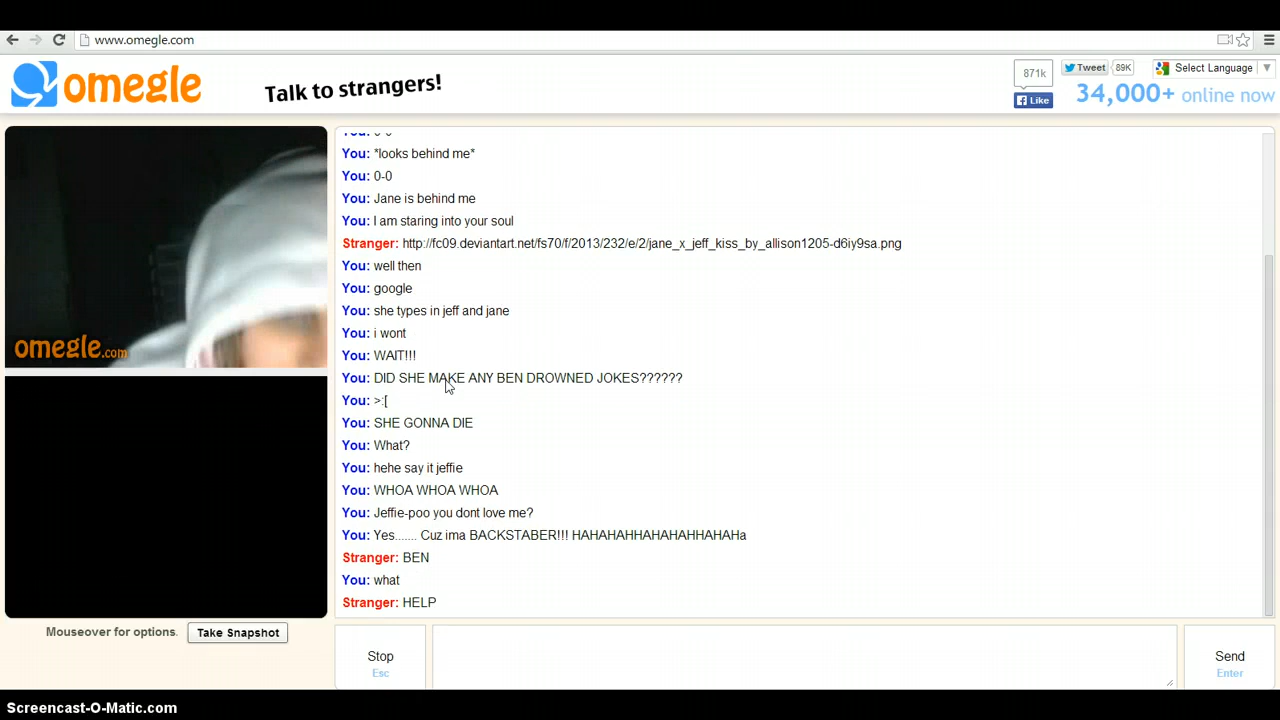 www.omegle.com
omegle
Talk to strangers!
871k
Like
Tweet
89K
Select Language
34,000+ online now
You: *looks behind me*
You: 0-0
You: Jane is behind me
You: I am staring into your soul
Stranger: http://fc09.deviantart.net/fs70/f/2013/232/e/2/jane_x_jeff_kiss_by_allison1205-d6iy9sa.png
You: well then
You: google
You: she types in jeff and jane
You: i wont
You: WAIT!!!
You: DID SHE MAKE ANY BEN DROWNED JOKES??????
You: >:[
You: SHE GONNA DIE
You: What?
You: hehe say it jeffie
You: WHOA WHOA WHOA
You: Jeffie-poo you dont love me?
You: Yes....... Cuz ima BACKSTABER!!! HAHAHAHHAHAHAHHAHAHa
Stranger: BEN
You: what
Stranger: HELP
omegle.com
Mouseover for options.
Take Snapshot
Stop
Esc
Send
Enter
Screencast-O-Matic.com